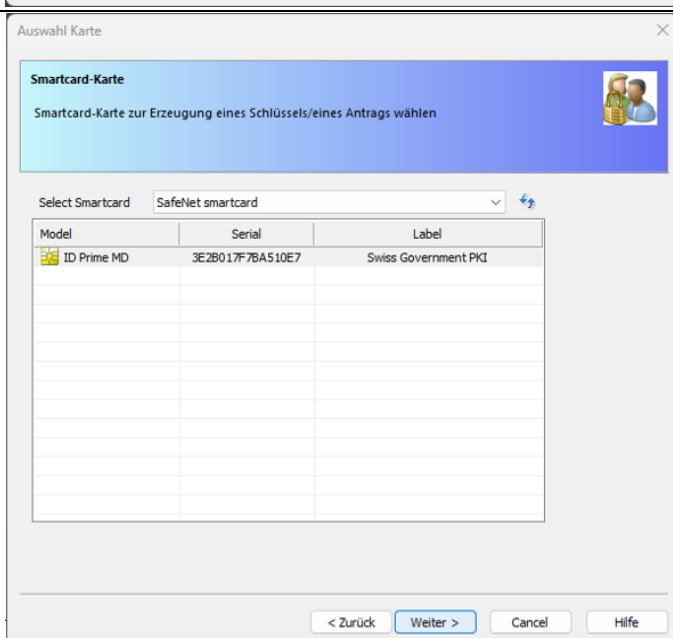 Auswahl Karte
Smartcard-Karte
Smartcard-Karte zur Erzeugung eines Schlüssels/eines Antrags wählen
Select Smartcard SafeNet smartcard
Model Serial Label
ID Prime MD 3E2B017F7BA510E7 Swiss Government PKI
< Zurück Weiter > Cancel Hilfe